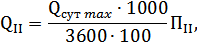 Q_II = (Q_сут max · 1000) / (3600 · 100) П_II,